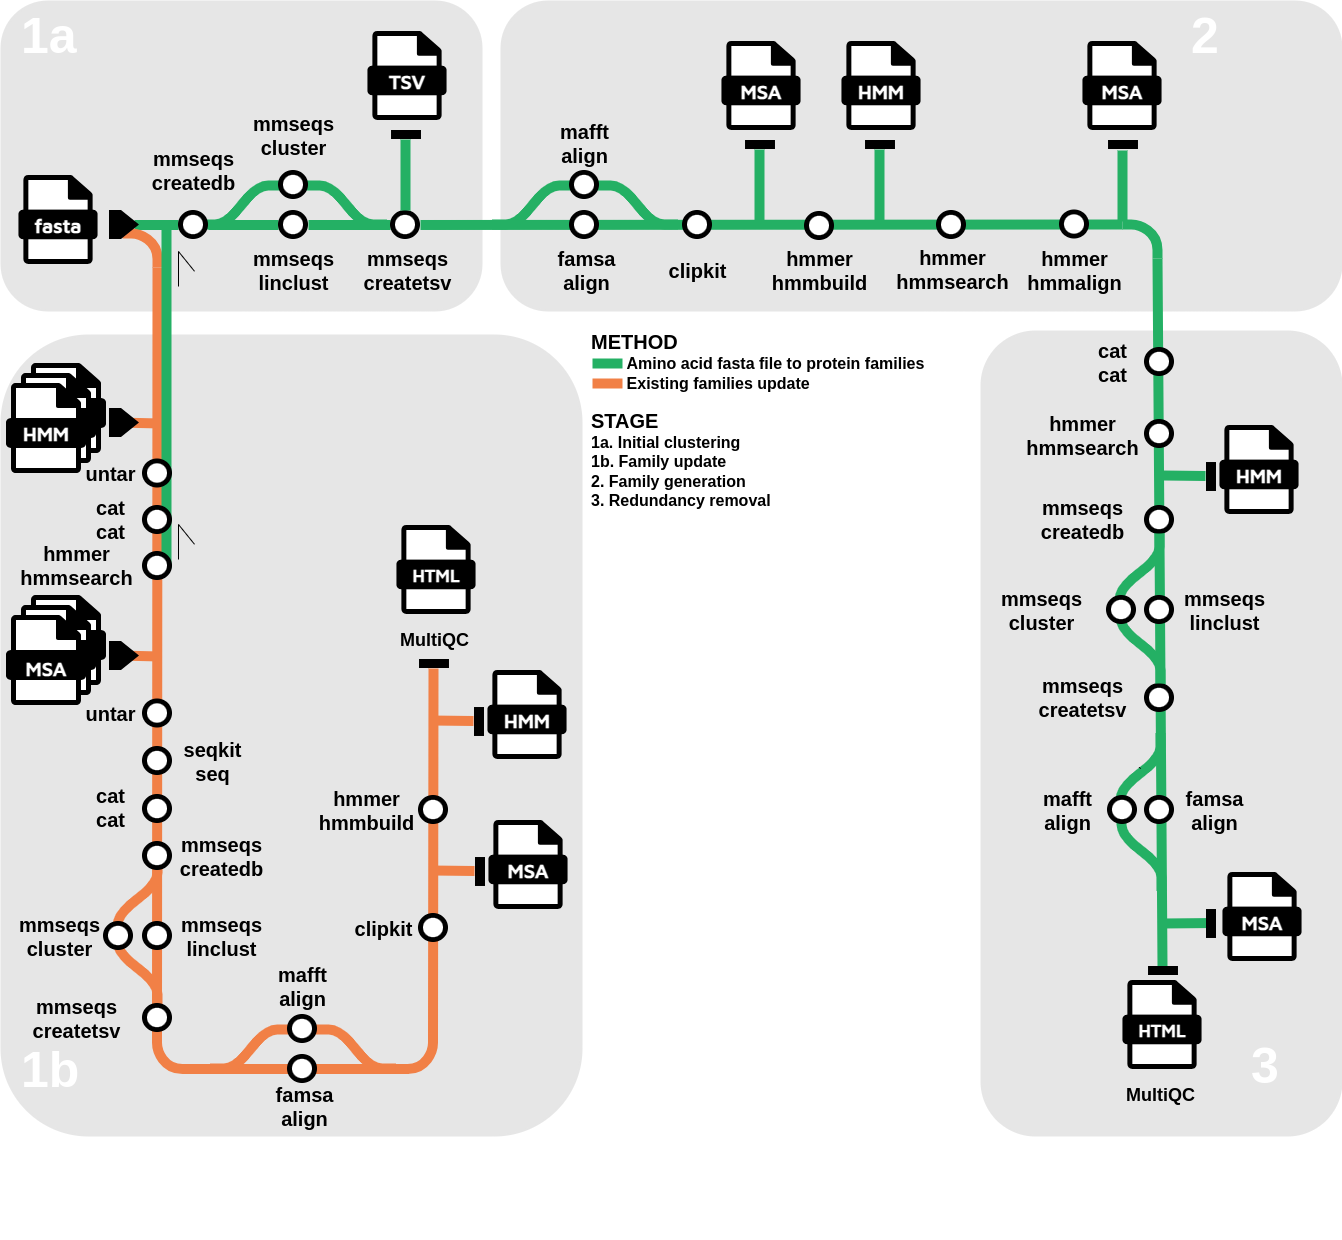 1a
TSV
mmseqs
cluster
mmseqs
createdb
fasta
mmseqs
linclust
mmseqs
createtsv
2
MSA
HMM
MSA
mafft
align
famsa
align
clipkit
hmmer
hmmbuild
hmmer
hmmsearch
hmmer
hmmalign
METHOD
Amino acid fasta file to protein families
Existing families update
STAGE
1a. Initial clustering
1b. Family update
2. Family generation
3. Redundancy removal
HMM
untar
cat
cat
hmmer
hmmsearch
MSA
untar
seqkit
seq
cat
cat
mmseqs
createdb
mmseqs
cluster
mmseqs
linclust
mmseqs
createtsv
1b
mafft
align
famsa
align
clipkit
MSA
hmmer
hmmbuild
HMM
MultiQC
HTML
cat
cat
hmmer
hmmsearch
HMM
mmseqs
createdb
mmseqs
cluster
mmseqs
linclust
mmseqs
createtsv
mafft
align
famsa
align
MSA
HTML
MultiQC
3